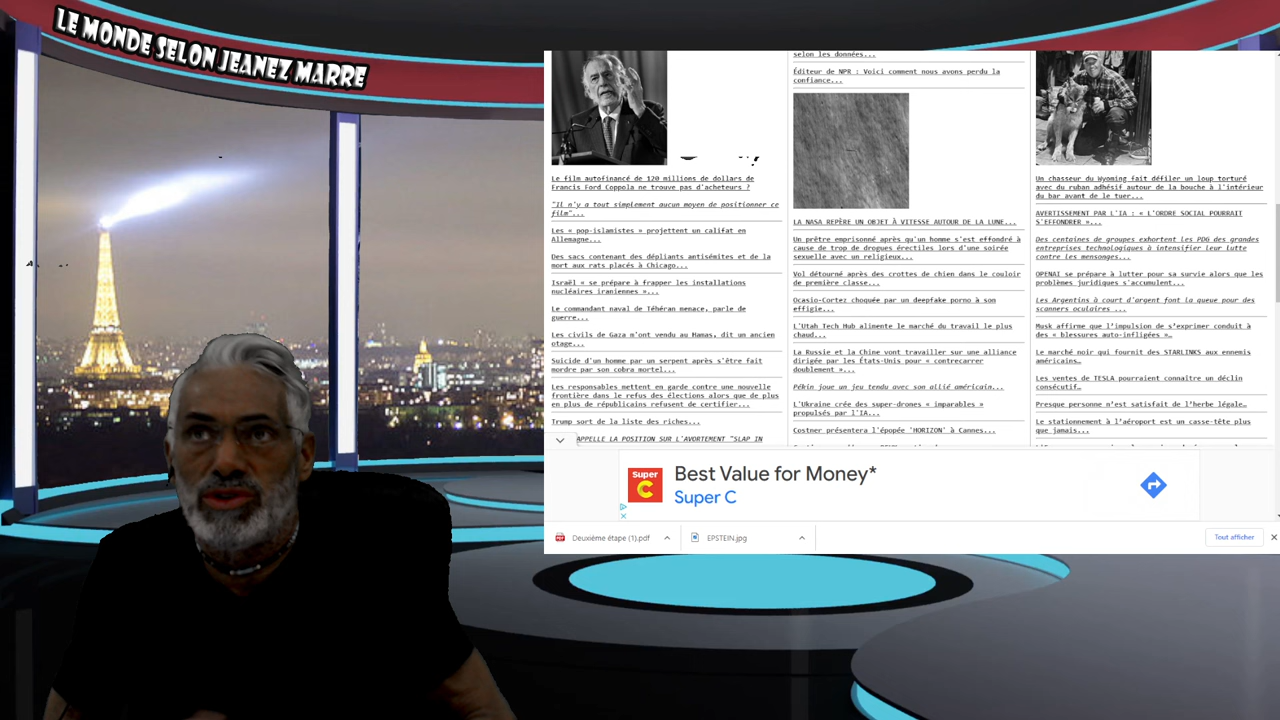 LE MONDE SELON JEANEZ MARRE
Le film autofinancé de 120 millions de dollars de
Francis Ford Coppola ne trouve pas d'acheteurs ?
"Il n'y a tout simplement aucun moyen de positionner ce
film"...
Les « pop-islamistes » projettent un califat en
Allemagne...
Des sacs contenant des dépliants antisémites et de la
mort aux rats placés à Chicago...
Israël « se prépare à frapper les installations
nucléaires iraniennes »...
Le commandant naval de Téhéran menace, parle de
guerre...
Les civils de Gaza m'ont vendu au Hamas, dit un ancien
otage...
Suicide d'un homme par un serpent après s'être fait
mordre par son cobra mortel...
Les responsables mettent en garde contre une nouvelle
frontière dans le refus des élections alors que de plus
en plus de républicains refusent de certifier...
Trump sort de la liste des riches...
APPELLE LA POSITION SUR L'AVORTEMENT "SLAP IN
selon les données...
Éditeur de NPR : Voici comment nous avons perdu la
confiance...
LA NASA REPÈRE UN OBJET À VITESSE AUTOUR DE LA LUNE...
Un prêtre emprisonné après qu'un homme s'est effondré à
cause de trop de drogues érectiles lors d'une soirée
sexuelle avec un religieux...
Vol détourné après des crottes de chien dans le couloir
de première classe...
Ocasio-Cortez choquée par un deepfake porno à son
effigie...
L'Utah Tech Hub alimente le marché du travail le plus
chaud...
La Russie et la Chine vont travailler sur une alliance
dirigée par les États-Unis pour « contrecarrer
doublement »...
Pékin joue un jeu tendu avec son allié américain...
L'Ukraine crée des super-drones « imparables »
propulsés par l'IA...
Costner présentera l'épopée 'HORIZON' à Cannes...
Un chasseur du Wyoming fait défiler un loup torturé
avec du ruban adhésif autour de la bouche à l'intérieur
du bar avant de le tuer...
AVERTISSEMENT PAR L'IA : « L'ORDRE SOCIAL POURRAIT
S'EFFONDRER »...
Des centaines de groupes exhortent les PDG des grandes
entreprises technologiques à intensifier leur lutte
contre les mensonges...
OPENAI se prépare à lutter pour sa survie alors que les
problèmes juridiques s'accumulent...
Les Argentins à court d'argent font la queue pour des
scanners oculaires ...
Musk affirme que l'impulsion de s'exprimer conduit à
des « blessures auto-infligées »…
Le marché noir qui fournit des STARLINKS aux ennemis
américains…
Les ventes de TESLA pourraient connaître un déclin
consécutif…
Presque personne n'est satisfait de l'herbe légale…
Le stationnement à l'aéroport est un casse-tête plus
que jamais...
Super C
Best Value for Money*
Super C
Deuxième étape (1).pdf
EPSTEIN.jpg
Tout afficher